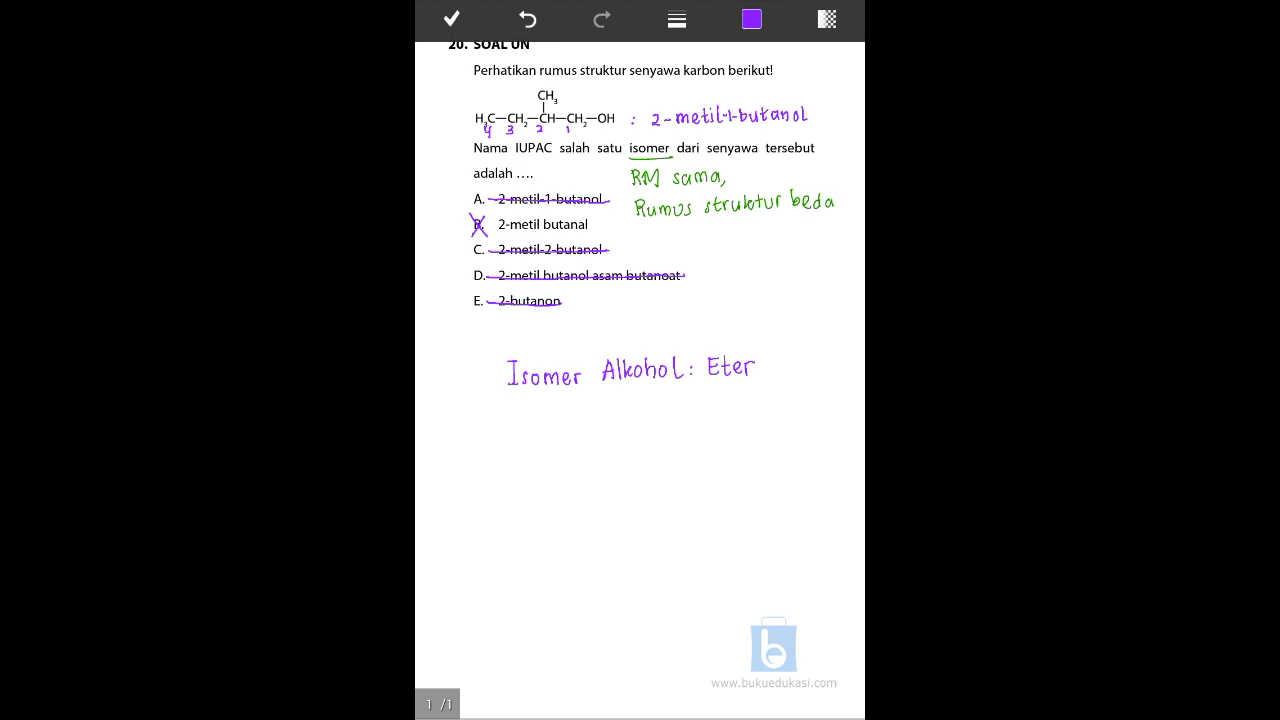 20. SOAL UN
Perhatikan rumus struktur senyawa karbon berikut!
CH₃
H₃C—CH₂—CH—CH₂—OH : 2-metil-1-butanol
4 3 2 1
Nama IUPAC salah satu isomer dari senyawa tersebut
adalah ....
RM sama,
A. 2-metil-1-butanol
Rumus struktur beda
B. 2-metil butanal
C. 2-metil-2-butanol
D. 2-metil butanol asam butanoat
E. 2-butanon
Isomer Alkohol: Eter
b
www.bukuedukasi.com
1 /1